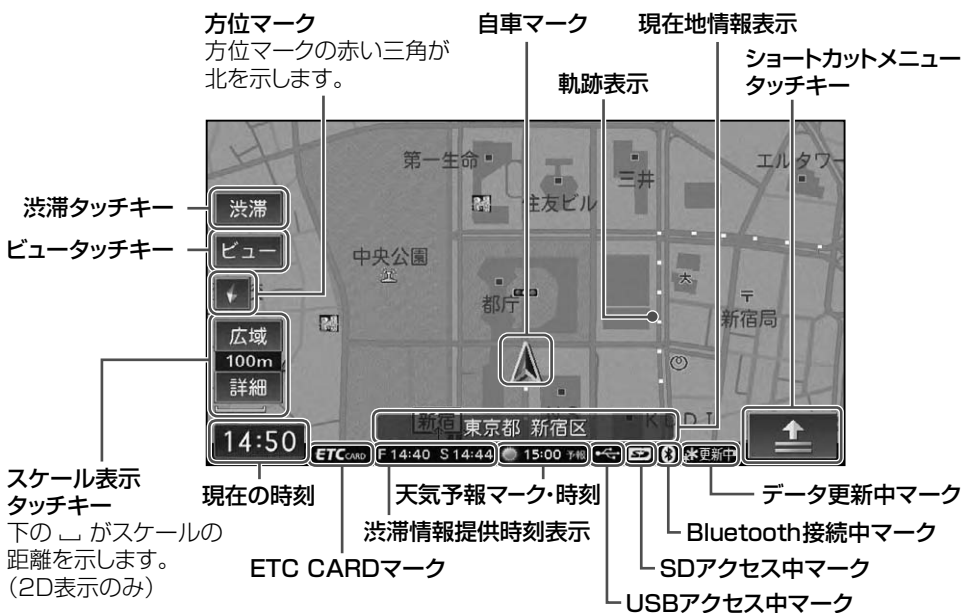 方位マーク
方位マークの赤い三角が
北を示します。
自車マーク
現在地情報表示
軌跡表示
ショートカットメニュー
タッチキー
渋滞タッチキー
ビュータッチキー
第一生命
住友ビル
三井
エルタワー
渋滞
ビュー
中央公園
都庁
大
〒
新宿局
広域
100m
詳細
新宿
KDDI
東京都 新宿区
14:50
ETC CARD
F 14:40 S 14:44
15:00 予報
更新中
スケール表示
タッチキー
下の ⎵ がスケールの
距離を示します。
(2D表示のみ)
現在の時刻
天気予報マーク・時刻
データ更新中マーク
渋滞情報提供時刻表示
Bluetooth接続中マーク
ETC CARDマーク
SDアクセス中マーク
USBアクセス中マーク